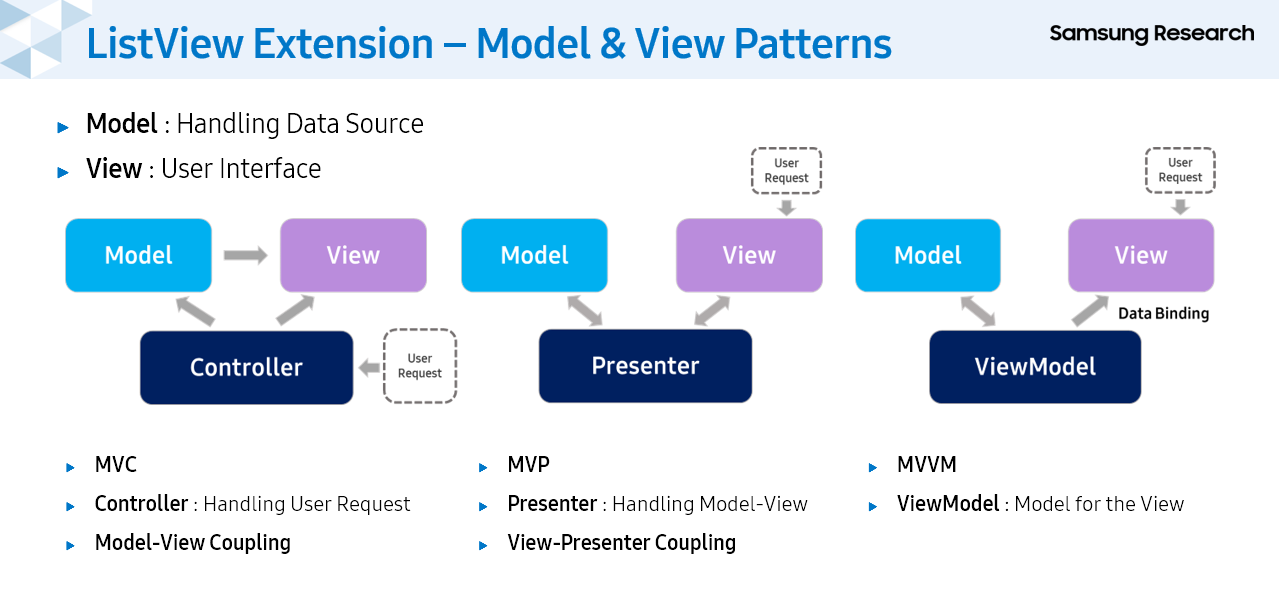 ListView Extension – Model & View Patterns
Samsung Research
Model : Handling Data Source
View : User Interface
Model
View
Controller
User
Request
Model
View
Presenter
User
Request
Model
View
ViewModel
User
Request
Data Binding
MVC
Controller : Handling User Request
Model-View Coupling
MVP
Presenter : Handling Model-View
View-Presenter Coupling
MVVM
ViewModel : Model for the View